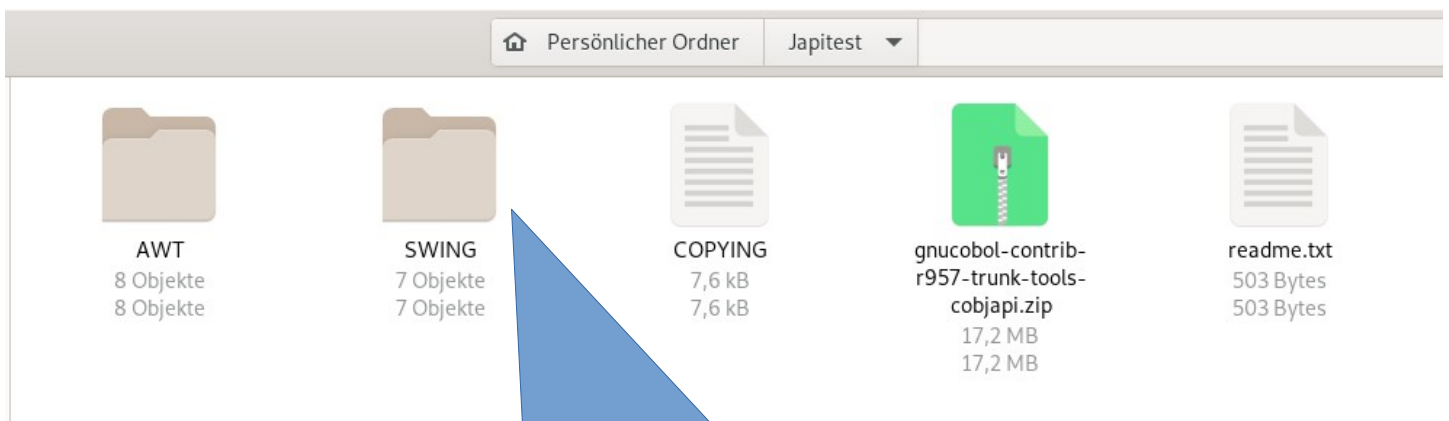 Persönlicher Ordner Japitest
AWT
8 Objekte
8 Objekte
SWING
7 Objekte
7 Objekte
COPYING
7,6 kB
7,6 kB
gnucobol-contrib-
r957-trunk-tools-
cobjapi.zip
17,2 MB
17,2 MB
readme.txt
503 Bytes
503 Bytes